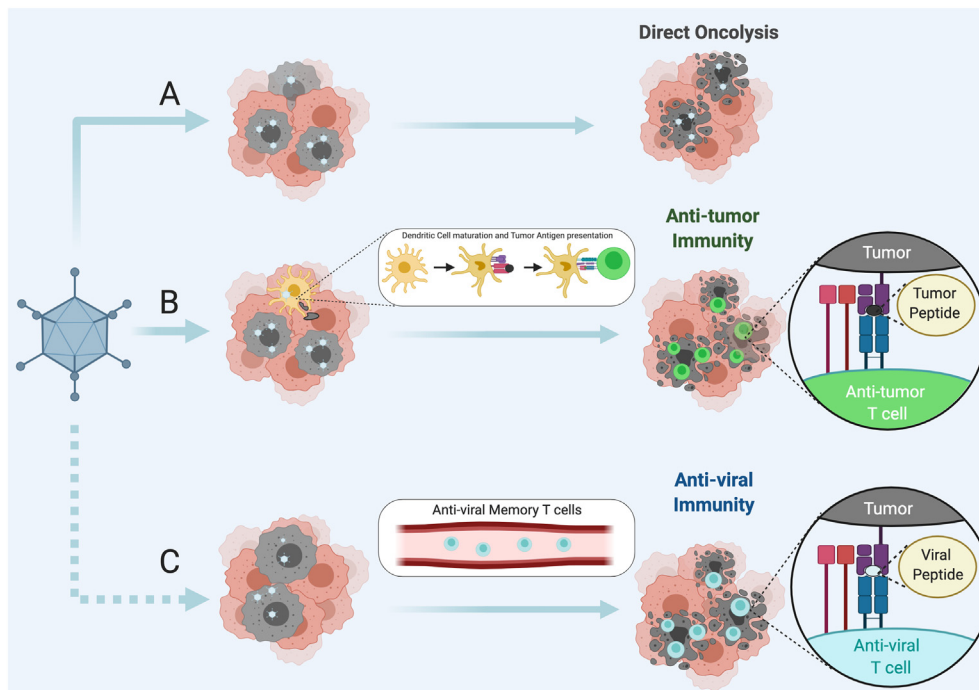 Direct Oncolysis
A
Anti-tumor
Immunity
Dendritic Cell maturation and Tumor Antigen presentation
B
Tumor
Tumor
Peptide
Anti-tumor
T cell
Anti-viral
Immunity
Anti-viral Memory T cells
C
Tumor
Viral
Peptide
Anti-viral
T cell